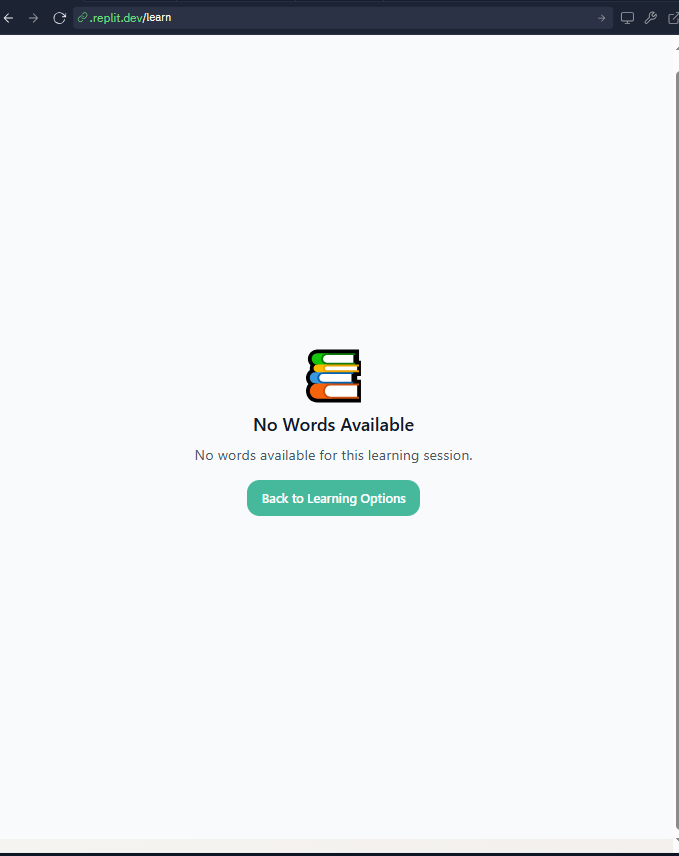 .replit.dev/learn
No Words Available
No words available for this learning session.
Back to Learning Options